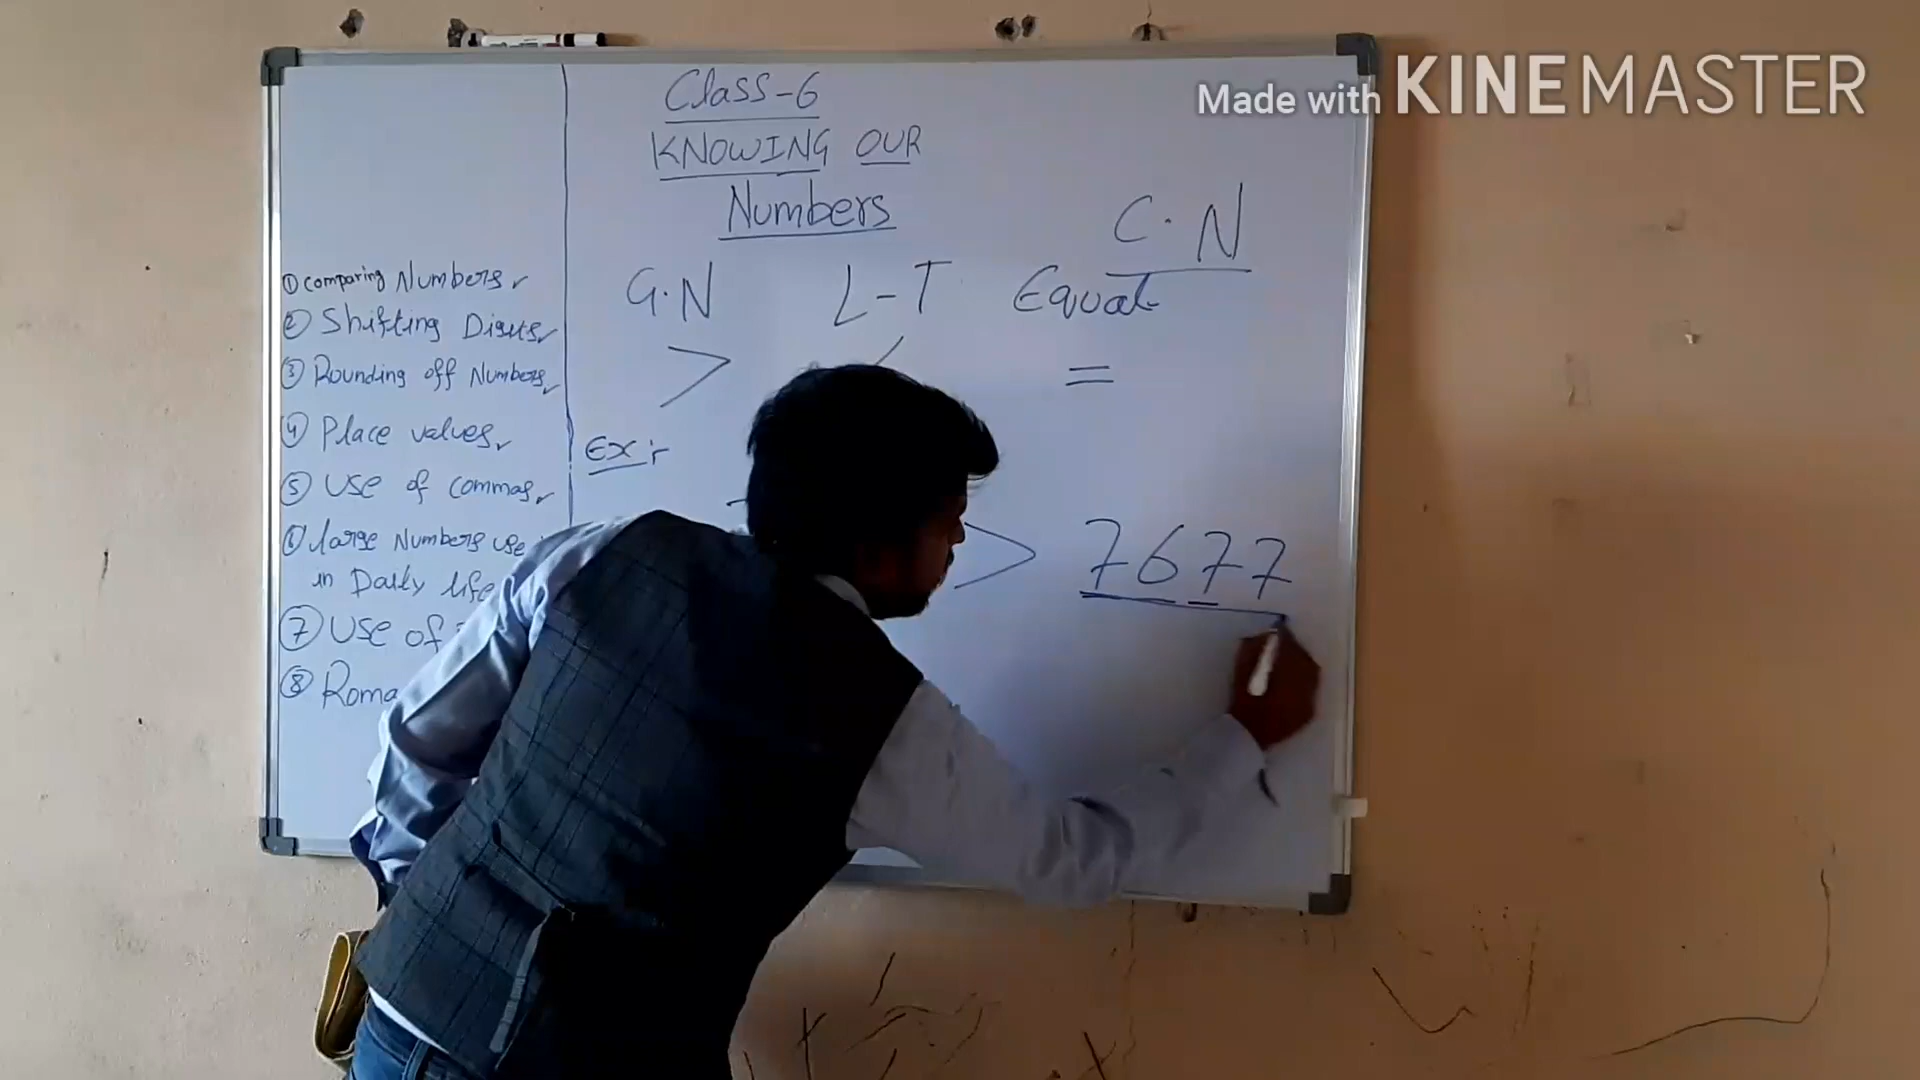 Made with KINEMASTER
Class-6
KNOWING OUR
Numbers
C.N
G.N L-T Equal
> =
Ex:-
> 7677
① Comparing Numbers
② Shifting Digits
③ Rounding off Numbers
④ Place values
⑤ Use of commas
⑥ large Numbers use
in Daily life
⑦ Use of
⑧ Roma